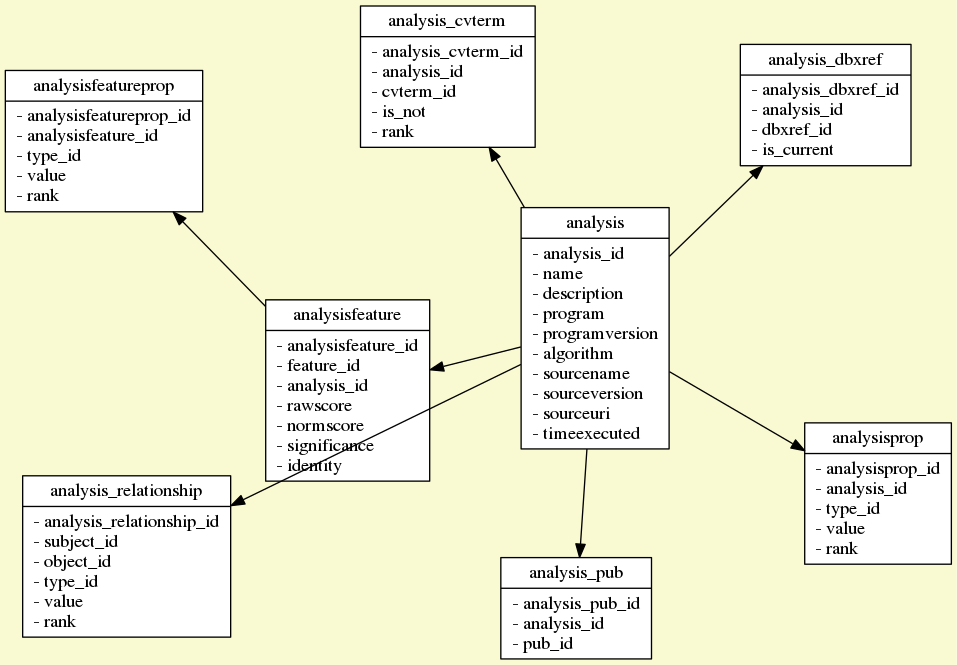 analysis_cvterm
- analysis_cvterm_id
- analysis_id
- cvterm_id
- is_not
- rank
analysis_dbxref
- analysis_dbxref_id
- analysis_id
- dbxref_id
- is_current
analysisfeatureprop
- analysisfeatureprop_id
- analysisfeature_id
- type_id
- value
- rank
analysis
- analysis_id
- name
- description
- program
- programversion
- algorithm
- sourcename
- sourceversion
- sourceuri
- timeexecuted
analysisfeature
- analysisfeature_id
- feature_id
- analysis_id
- rawscore
- normscore
- significance
- identity
analysisprop
- analysisprop_id
- analysis_id
- type_id
- value
- rank
analysis_relationship
- analysis_relationship_id
- subject_id
- object_id
- type_id
- value
- rank
analysis_pub
- analysis_pub_id
- analysis_id
- pub_id